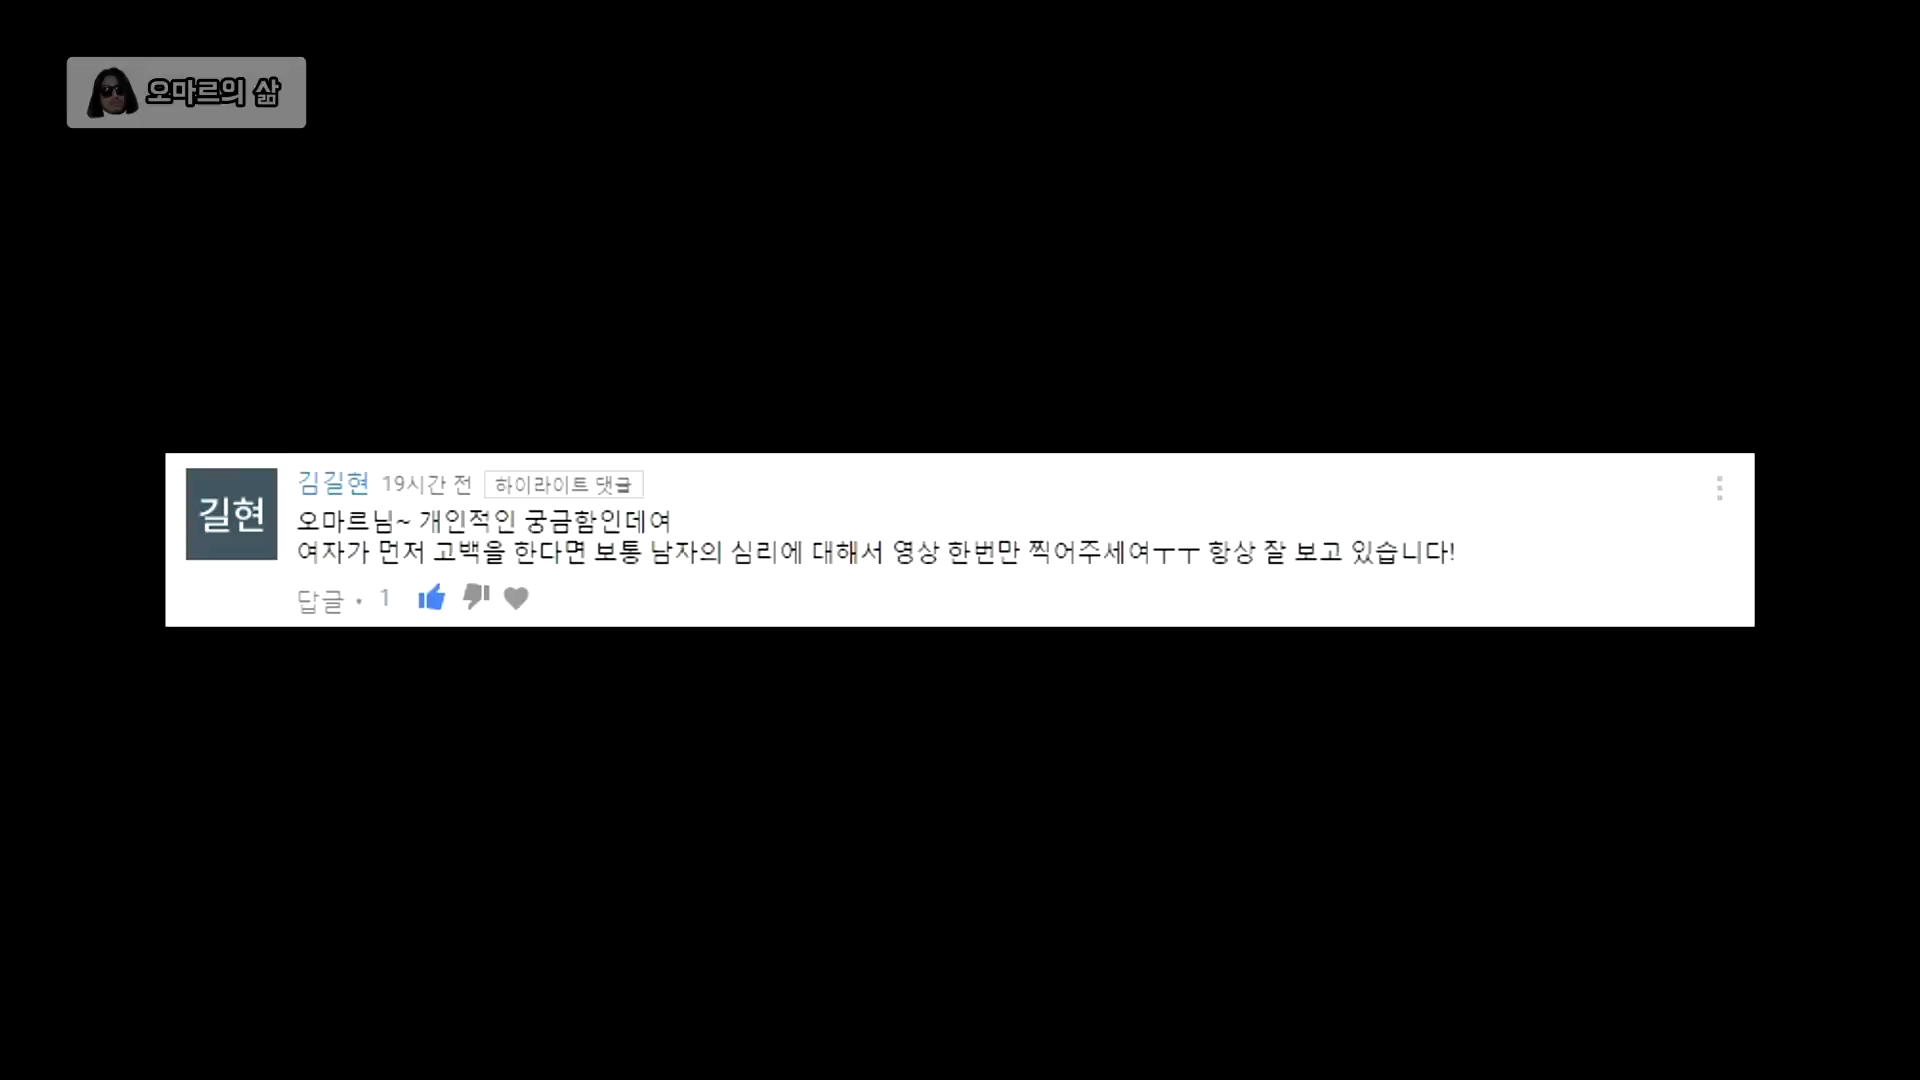 오마르의 삶
길현
김길현 19시간 전 하이라이트 댓글
오마르님~ 개인적인 궁금함인데여
여자가 먼저 고백을 한다면 보통 남자의 심리에 대해서 영상 한번만 찍어주세여ㅜㅜ 항상 잘 보고 있습니다!
답글 • 1